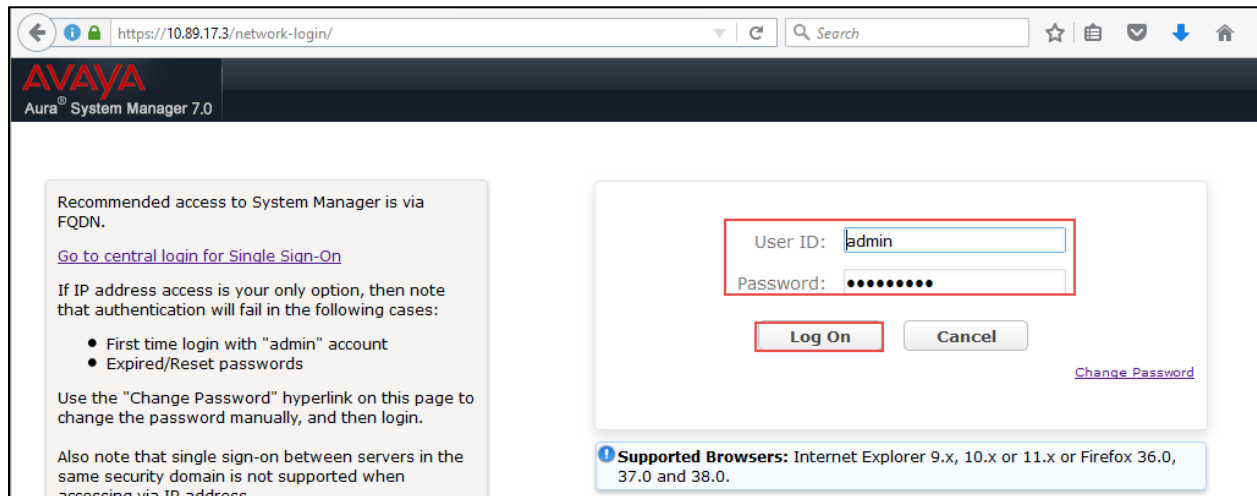 https://10.89.17.3/network-login/
Search
AVAYA
Aura® System Manager 7.0
Recommended access to System Manager is via
FQDN.
Go to central login for Single Sign-On
If IP address access is your only option, then note
that authentication will fail in the following cases:
• First time login with "admin" account
• Expired/Reset passwords
Use the "Change Password" hyperlink on this page to
change the password manually, and then login.
Also note that single sign-on between servers in the
same security domain is not supported when
accessing via IP address.
User ID: admin
Password: •••••••••
Log On Cancel
Change Password
Supported Browsers: Internet Explorer 9.x, 10.x or 11.x or Firefox 36.0,
37.0 and 38.0.